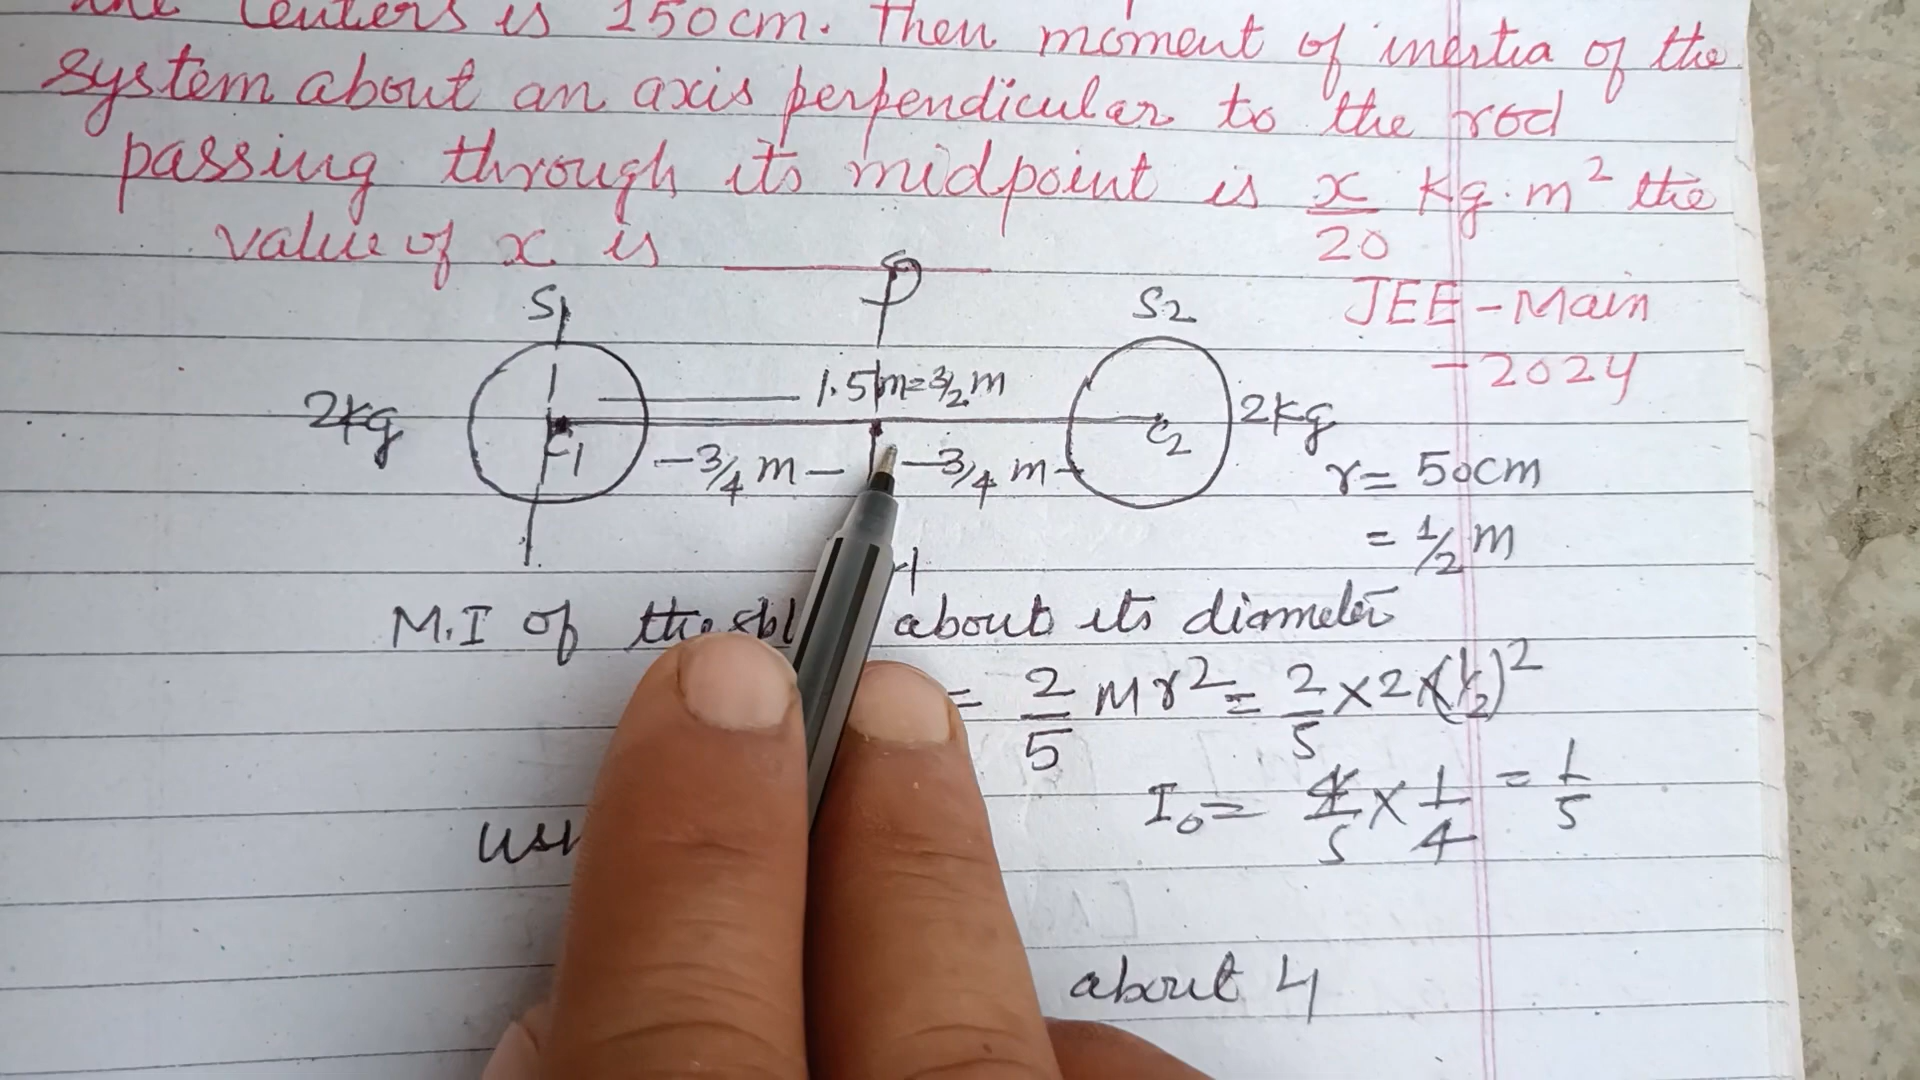 the centers is 150cm. Then moment of inertia of the
system about an axis perpendicular to the rod
passing through its midpoint is x/20 Kg.m² the
value of x is ____
JEE-Main
-2024
S1
P
S2
1.5m=3/2m
2kg
C1
C2
2Kg
-3/4 m-
-3/4 m-
r= 50cm
= 1/2 m
M.I of the about its diameter
= 2/5 Mr² = 2/5 ×2×(1/2)²
I₀= 4/5 × 1/4 = 1/5
about